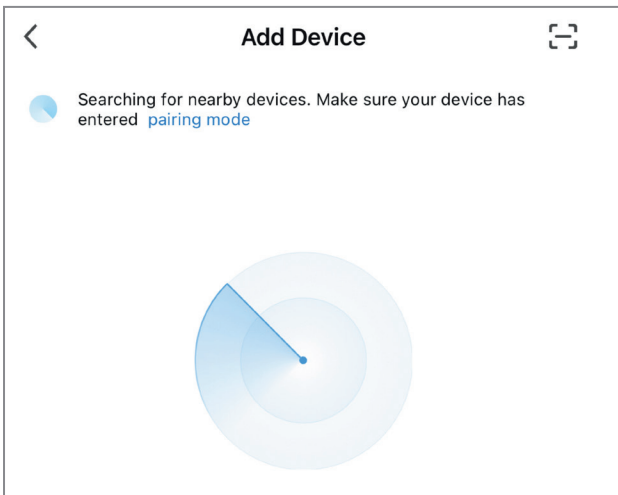 Add Device
Searching for nearby devices. Make sure your device has
entered pairing mode